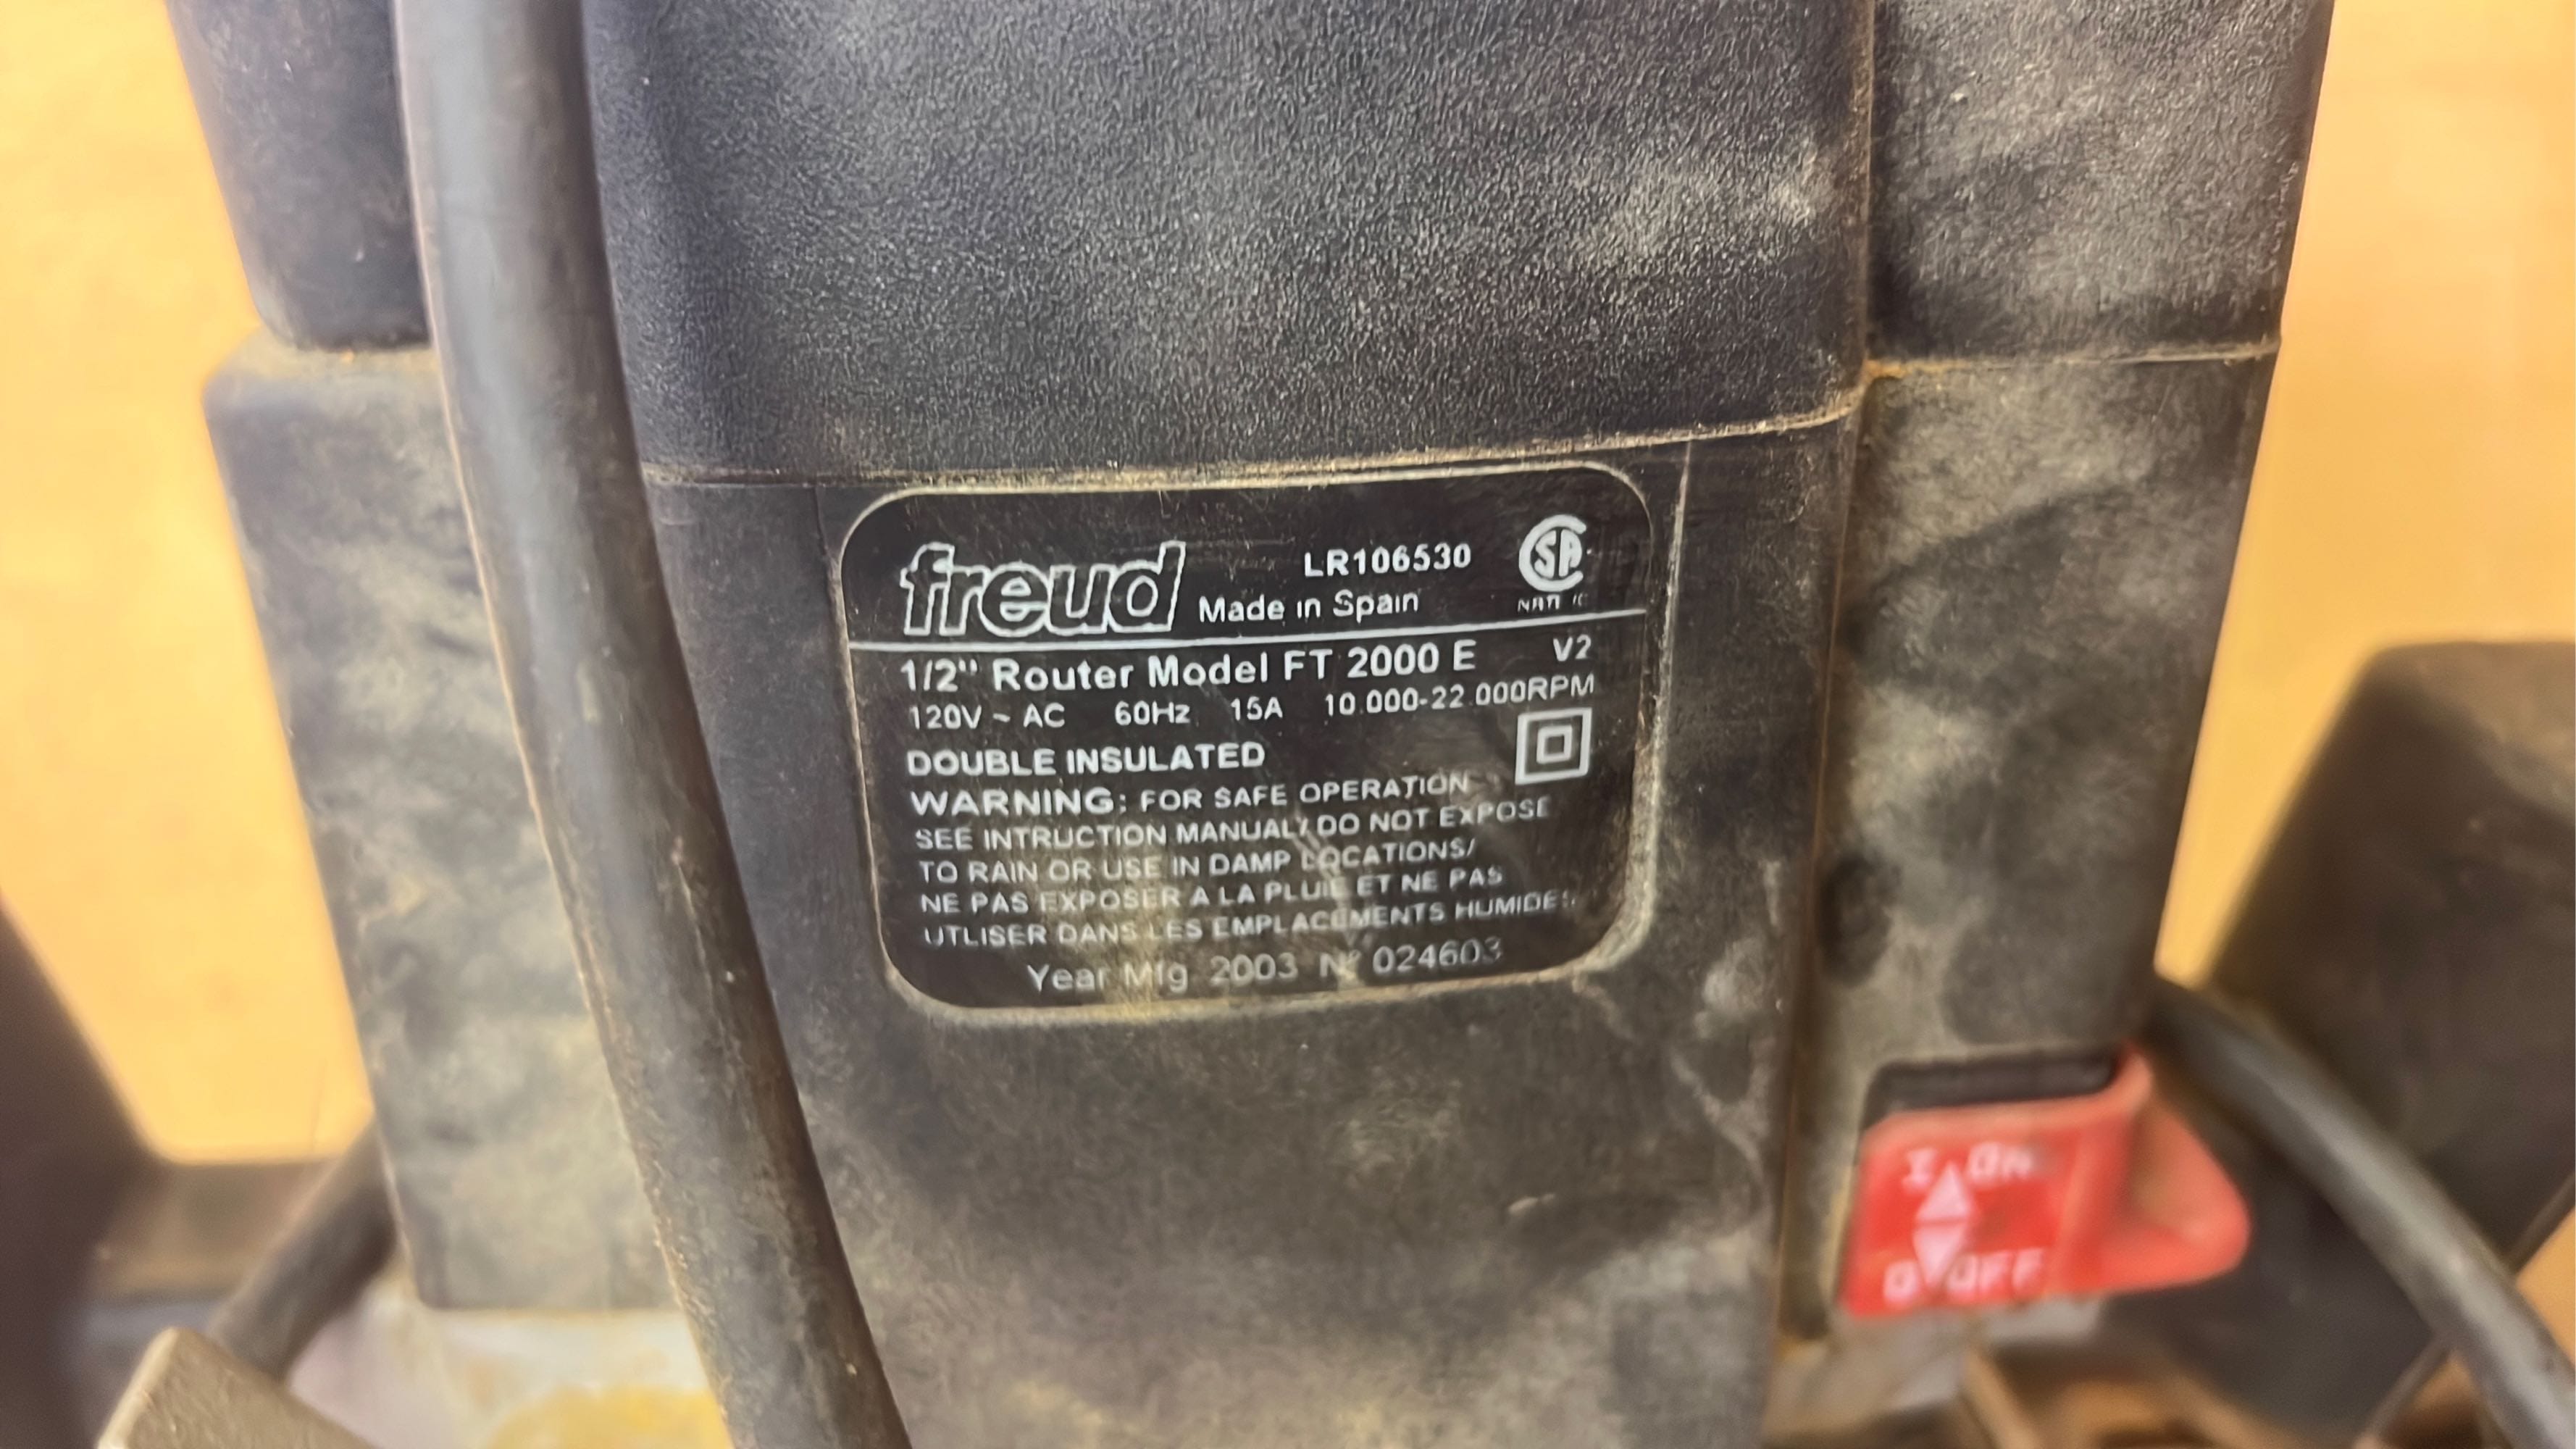 freud LR106530 SA
Made in Spain
1/2" Router Model FT 2000 E V2
120V ~ AC 60Hz 15A 10.000-22.000RPM
DOUBLE INSULATED
WARNING: FOR SAFE OPERATION
SEE INTRUCTION MANUAL/ DO NOT EXPOSE
TO RAIN OR USE IN DAMP LOCATIONS/
NE PAS EXPOSER A LA PLUIE ET NE PAS
UTLISER DANS LES EMPLACEMENTS HUMIDES
Year Mfg 2003 Nº 024603
I ON
O OFF